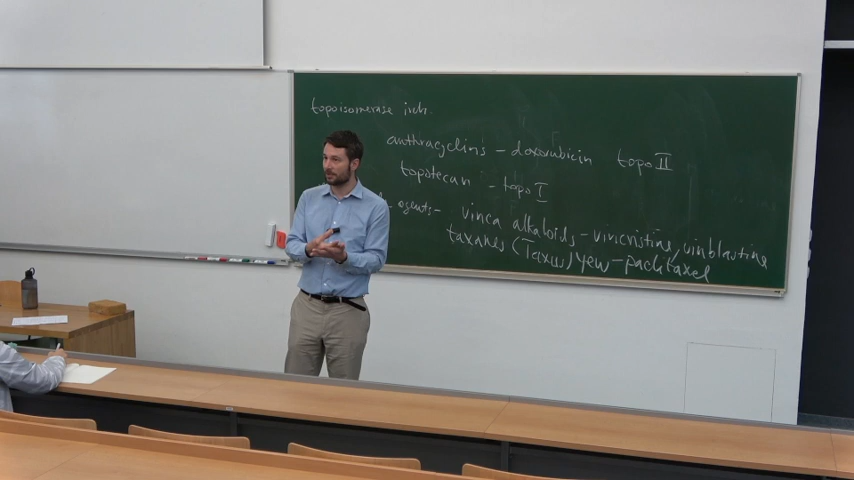 topoisomerase inh.
anthracyclins - doxorubicin topo II
topotecan - topo I
- agents - vinca alkaloids - vincristine, vinblastine
taxanes (Taxus) yew - paclitaxel